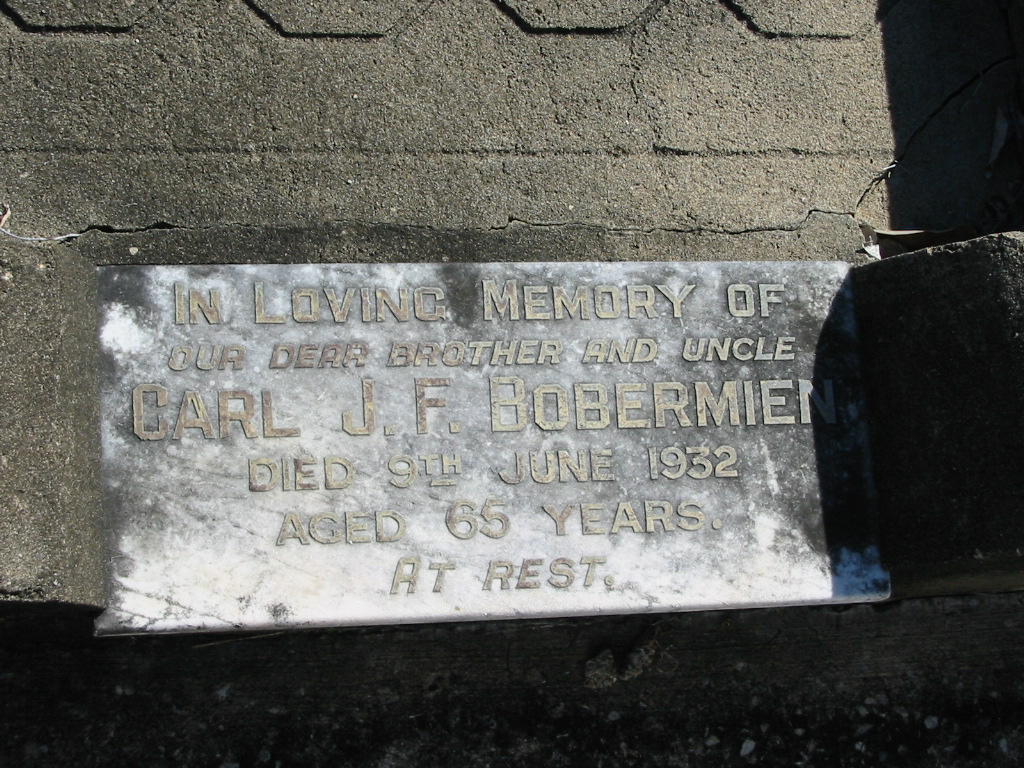 IN LOVING MEMORY OF
OUR DEAR BROTHER AND UNCLE
CARL J. F. BOBERMIEN
DIED 9TH JUNE 1932
AGED 65 YEARS.
AT REST.